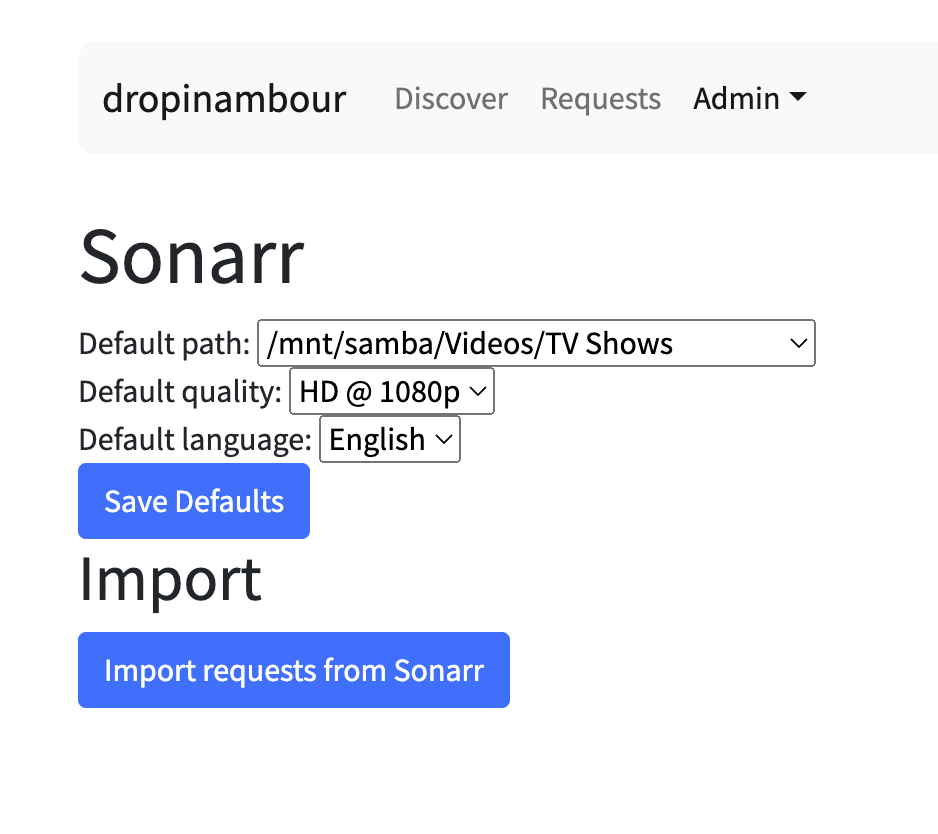 dropinambour Discover Requests Admin
Sonarr
Default path: /mnt/samba/Videos/TV Shows
Default quality: HD @ 1080p
Default language: English
Save Defaults
Import
Import requests from Sonarr